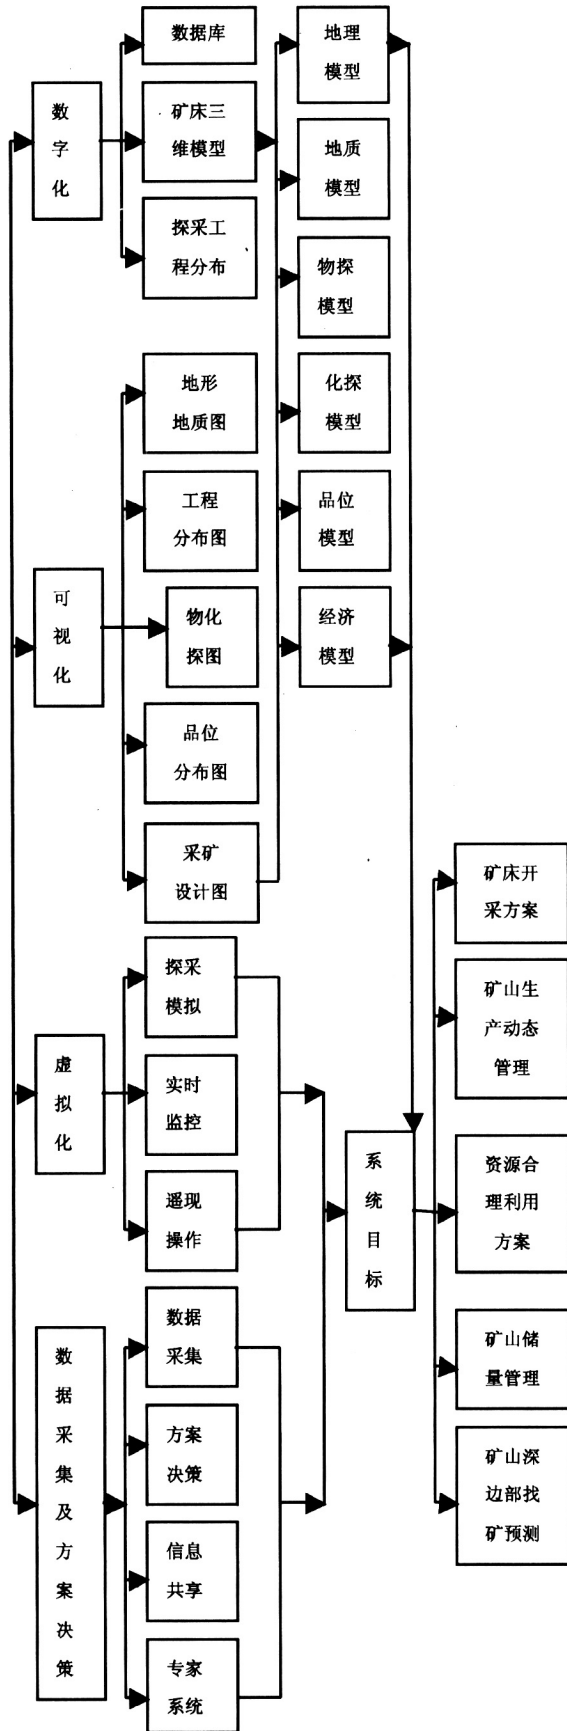 数
字
化
数据库
矿床三
维模型
探采工
程分布
地理
模型
地质
模型
物探
模型
化探
模型
品位
模型
经济
模型
可
视
化
地形
地质图
工程
分布图
物化
探图
品位
分布图
采矿
设计图
虚
拟
化
探采
模拟
实时
监控
遥现
操作
数
据
采
集
及
方
案
决
策
数据
采集
方案
决策
信息
共享
专家
系统
系
统
目
标
矿床开
采方案
矿山生
产动态
管理
资源合
理利用
方案
矿山储
量管理
矿山深
边部找
矿预测